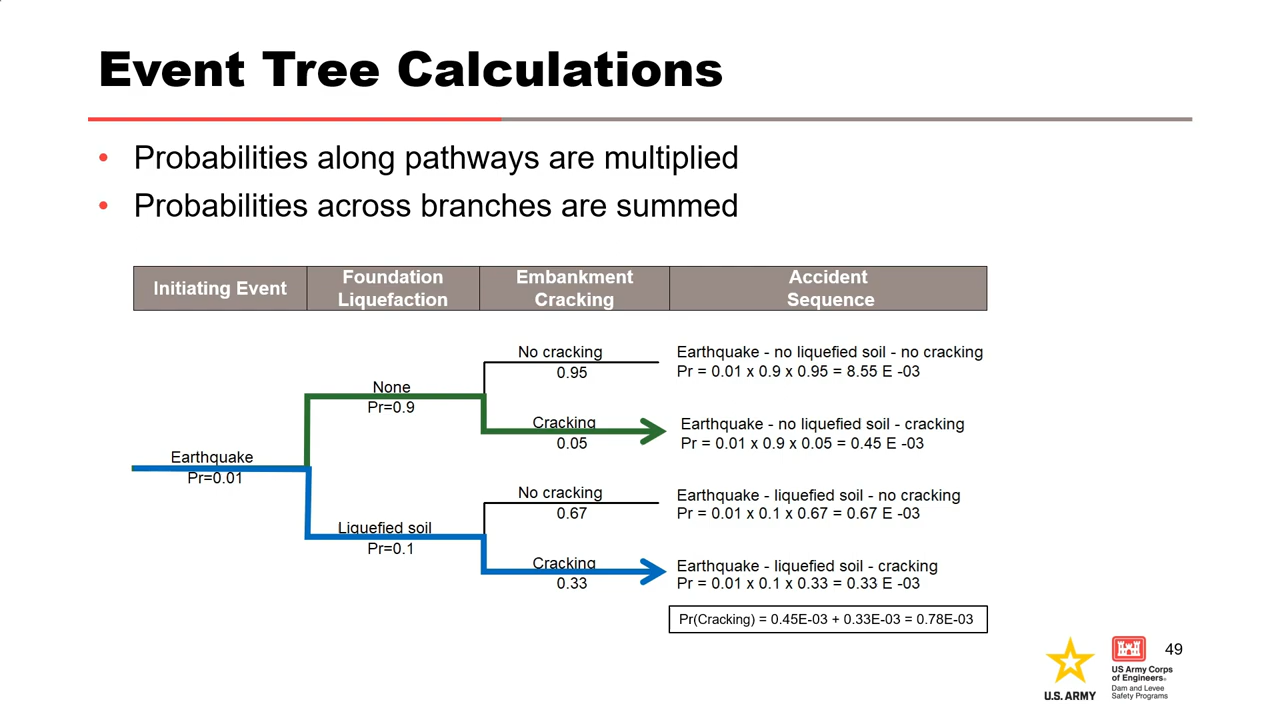 Event Tree Calculations
• Probabilities along pathways are multiplied
• Probabilities across branches are summed
Initiating Event
Foundation
Liquefaction
Embankment
Cracking
Accident
Sequence
No cracking
0.95
Earthquake - no liquefied soil - no cracking
Pr = 0.01 x 0.9 x 0.95 = 8.55 E -03
None
Pr=0.9
Cracking
0.05
Earthquake - no liquefied soil - cracking
Pr = 0.01 x 0.9 x 0.05 = 0.45 E -03
Earthquake
Pr=0.01
No cracking
0.67
Earthquake - liquefied soil - no cracking
Pr = 0.01 x 0.1 x 0.67 = 0.67 E -03
Liquefied soil
Pr=0.1
Cracking
0.33
Earthquake - liquefied soil - cracking
Pr = 0.01 x 0.1 x 0.33 = 0.33 E -03
Pr(Cracking) = 0.45E-03 + 0.33E-03 = 0.78E-03
49
U.S. ARMY
US Army Corps
of Engineers®
Dam and Levee
Safety Programs